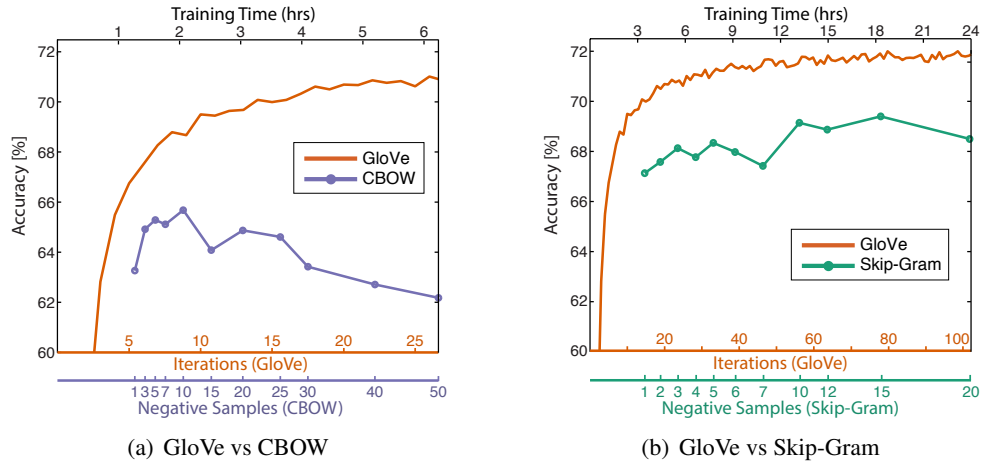 Training Time (hrs)
1 2 3 4 5 6
72
70
68
66
64
62
60
Accuracy [%]
GloVe
CBOW
5 10 15 20 25
Iterations (GloVe)
1 3 5 7 10 15 20 25 30 40 50
Negative Samples (CBOW)
(a) GloVe vs CBOW
Training Time (hrs)
3 6 9 12 15 18 21 24
72
70
68
66
64
62
60
Accuracy [%]
GloVe
Skip-Gram
20 40 60 80 100
Iterations (GloVe)
1 2 3 4 5 6 7 10 12 15 20
Negative Samples (Skip-Gram)
(b) GloVe vs Skip-Gram